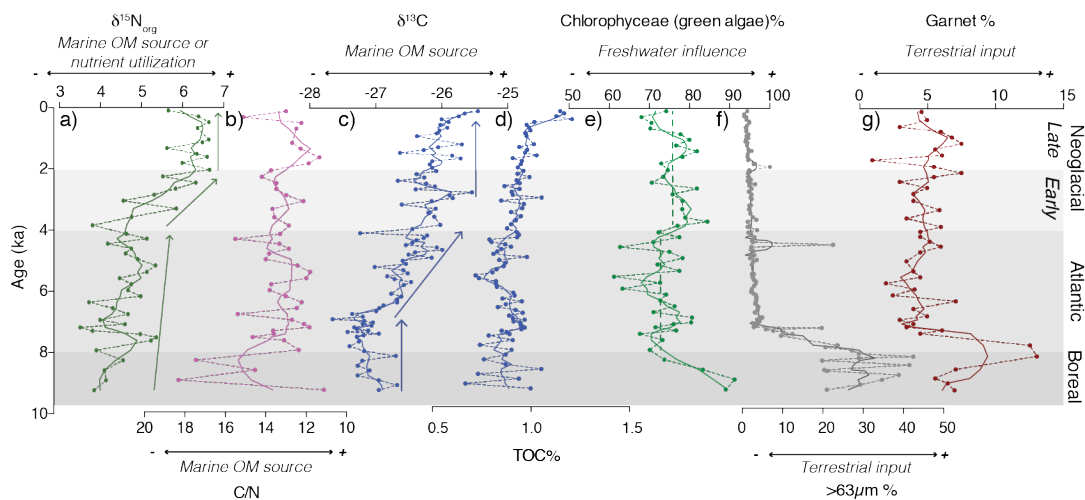 δ15Norg δ13C Chlorophyceae (green algae)% Garnet %
Marine OM source or
nutrient utilization
Marine OM source
Freshwater influence
Terrestrial input
- + - + - + - +
3 4 5 6 7
-28 -27 -26 -25 -24
50 60 70 80 90 100
0 5 10 15
a) b) c) d) e) f) g)
Age (ka)
0
2
4
6
8
10
Late
Early
Neoglacial
Atlantic
Boreal
20 18 16 14 12 10
0.5 1.0 1.5
0 10 20 30 40 50
- +
Marine OM source
C/N
TOC%
- +
Terrestrial input
>63µm %